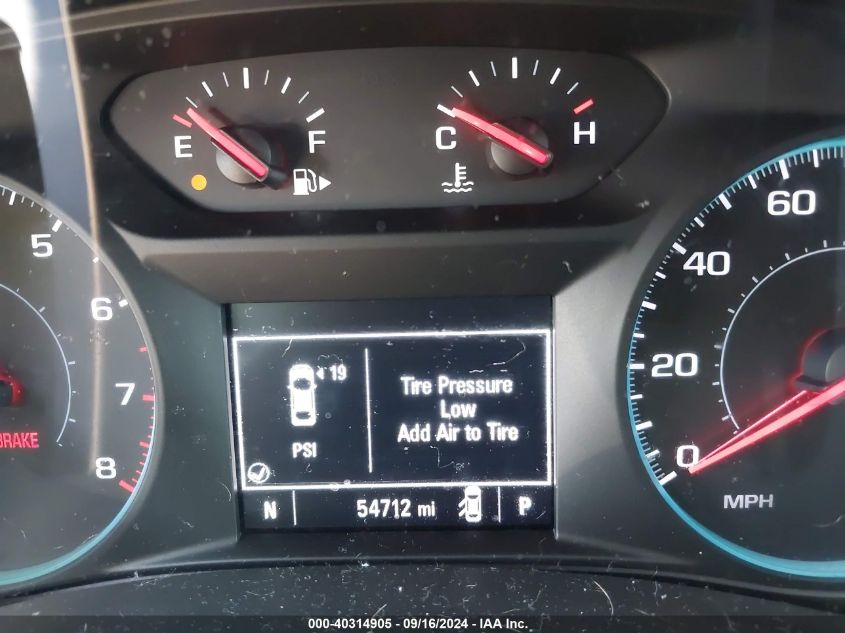 E F
C H
5
6
7
8
BRAKE
19
PSI
Tire Pressure
Low
Add Air to Tire
N 54712 mi P
60
40
20
0
MPH
000-40314905 - 09/16/2024 - IAA Inc.